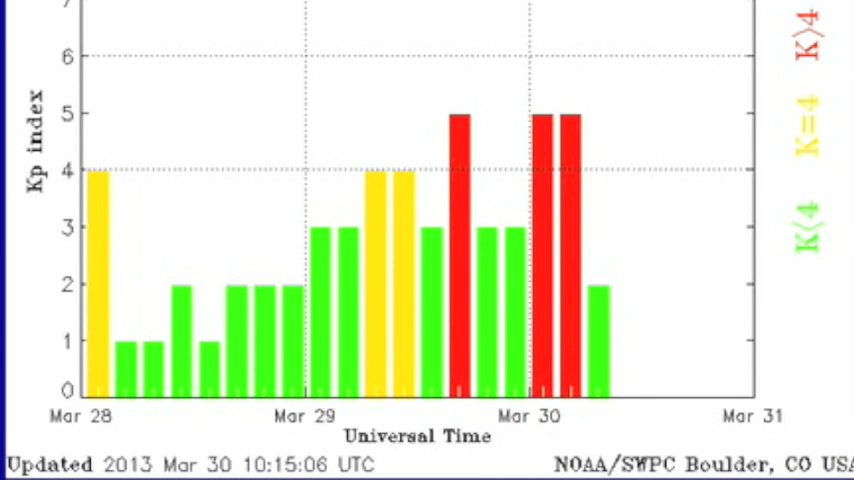 7
6
5
4
3
2
1
0
Kp index
Mar 28
Mar 29
Mar 30
Mar 31
Universal Time
Updated 2013 Mar 30 10:15:06 UTC
NOAA/SWPC Boulder, CO USA
K>4
K=4
K<4